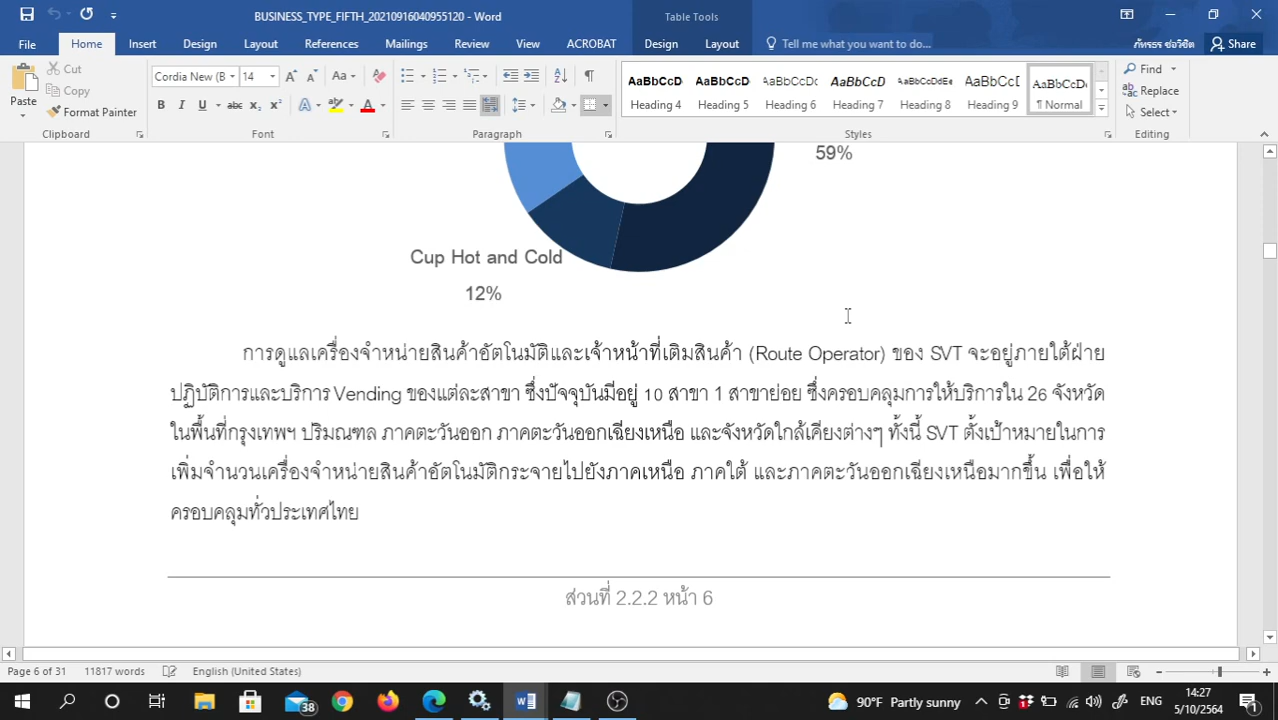 BUSINESS_TYPE_FIFTH_20210916040955120 - Word
Table Tools
File Home Insert Design Layout References Mailings Review View ACROBAT Design Layout Tell me what you want to do... ภัทรธร ช่อวิชิต Share
Cut
Copy
Format Painter
Paste
Cordia New (B 14
Aa
AaBbCcD AaBbCcD AaBbCcD AaBbCcD AaBbCcDdEe AaBbCcD AaBbCcD
Heading 4 Heading 5 Heading 6 Heading 7 Heading 8 Heading 9 ¶ Normal
Find
Replace
Select
Clipboard Font Paragraph Styles Editing
59%
Cup Hot and Cold
12%
การดูแลเครื่องจำหน่ายสินค้าอัตโนมัติและเจ้าหน้าที่เติมสินค้า (Route Operator) ของ SVT จะอยู่ภายใต้ฝ่าย
ปฏิบัติการและบริการ Vending ของแต่ละสาขา ซึ่งปัจจุบันมีอยู่ 10 สาขา 1 สาขาย่อย ซึ่งครอบคลุมการให้บริการใน 26 จังหวัด
ในพื้นที่กรุงเทพฯ ปริมณฑล ภาคตะวันออก ภาคตะวันออกเฉียงเหนือ และจังหวัดใกล้เคียงต่างๆ ทั้งนี้ SVT ตั้งเป้าหมายในการ
เพิ่มจำนวนเครื่องจำหน่ายสินค้าอัตโนมัติกระจายไปยังภาคเหนือ ภาคใต้ และภาคตะวันออกเฉียงเหนือมากขึ้น เพื่อให้
ครอบคลุมทั่วประเทศไทย
ส่วนที่ 2.2.2 หน้า 6
Page 6 of 31 11817 words English (United States)
38 90°F Partly sunny ENG 14:27
5/10/2564 1